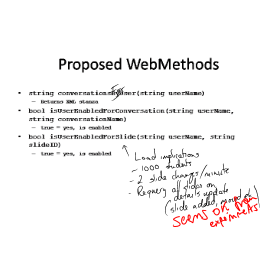 Proposed WebMethods
• string conversationsForUser(string userName)
– Returns XML stanza
• bool isUserEnabledForConversation(string userName,
string conversationName)
– true = yes, is enabled
• bool isUserEnabledForSlide(string userName, string
slideID)
– true = yes, is enabled
Load implications
- 1000 students
- 2 slide changes/minute
- Requery all slides on
details update
(slide added, moved,
seems OK from
experiments